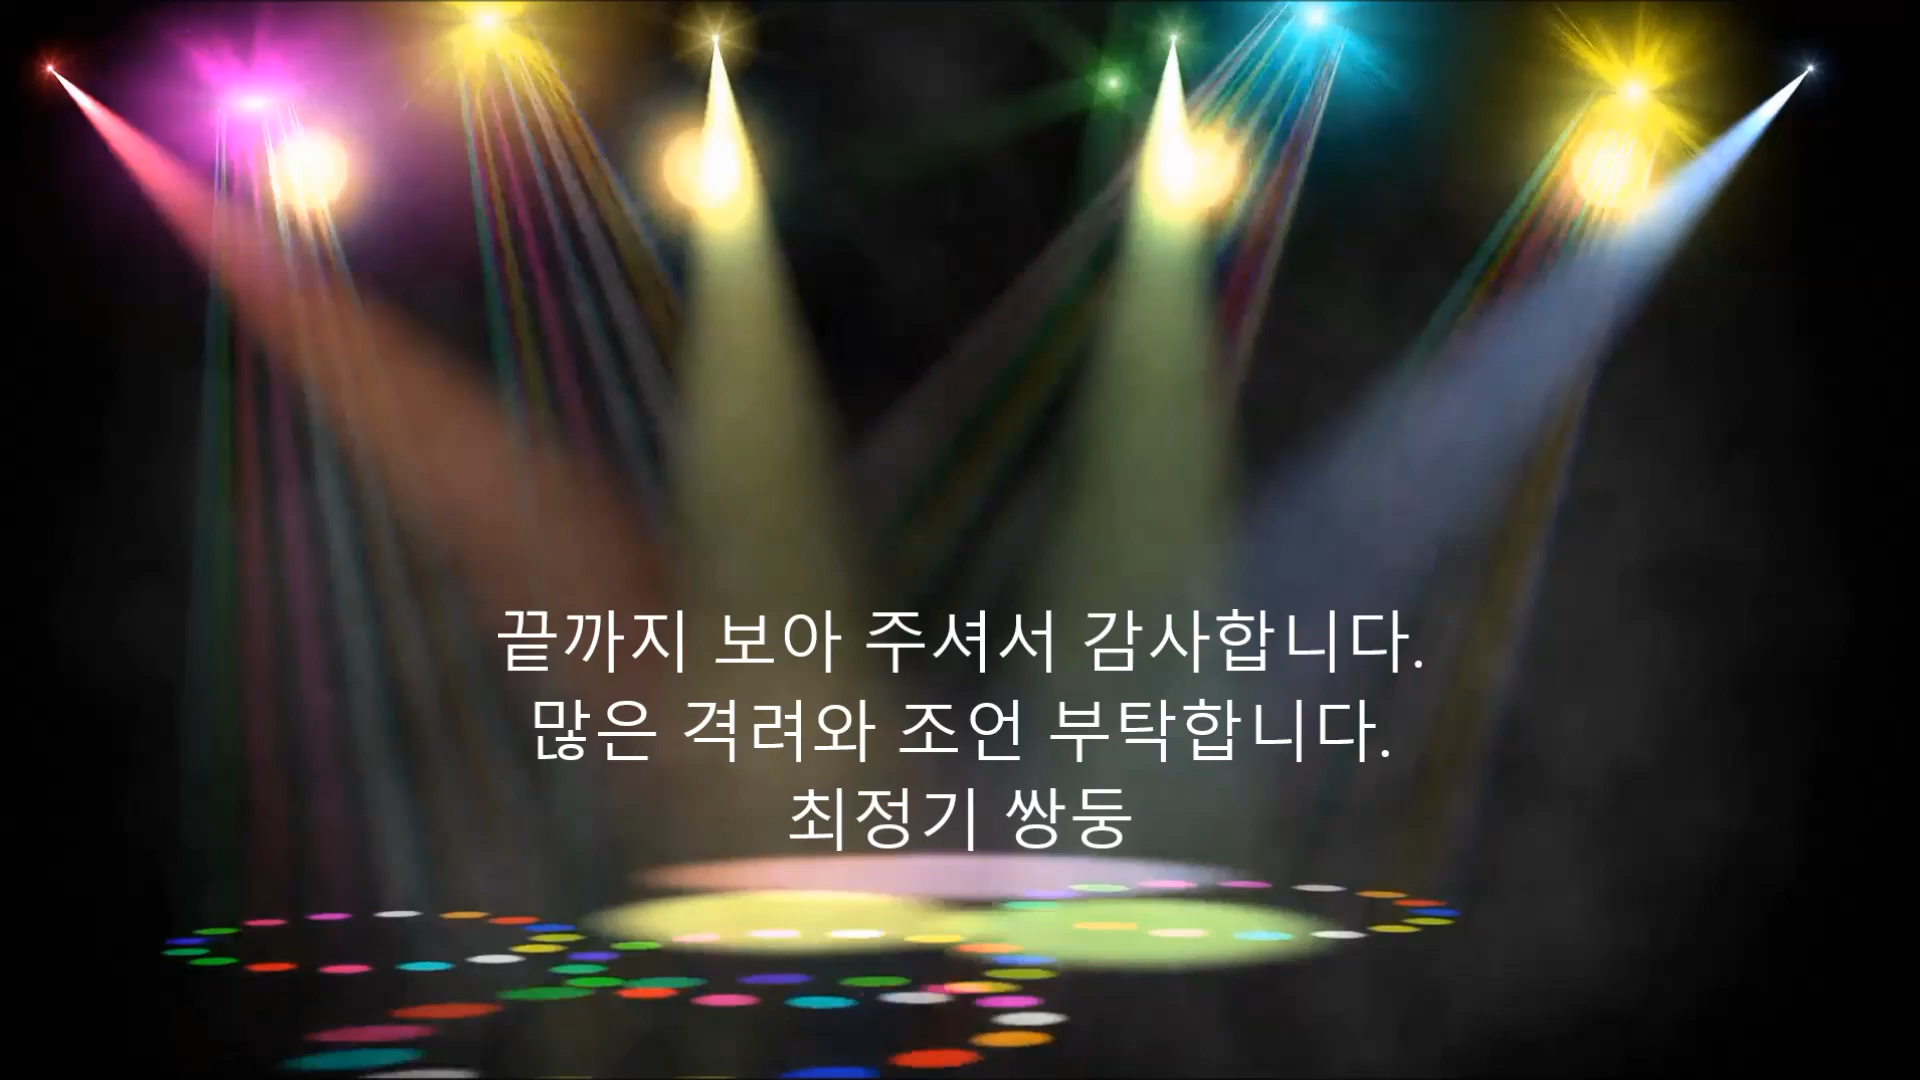 끝까지 보아 주셔서 감사합니다.
많은 격려와 조언 부탁합니다.
최정기 쌍둥